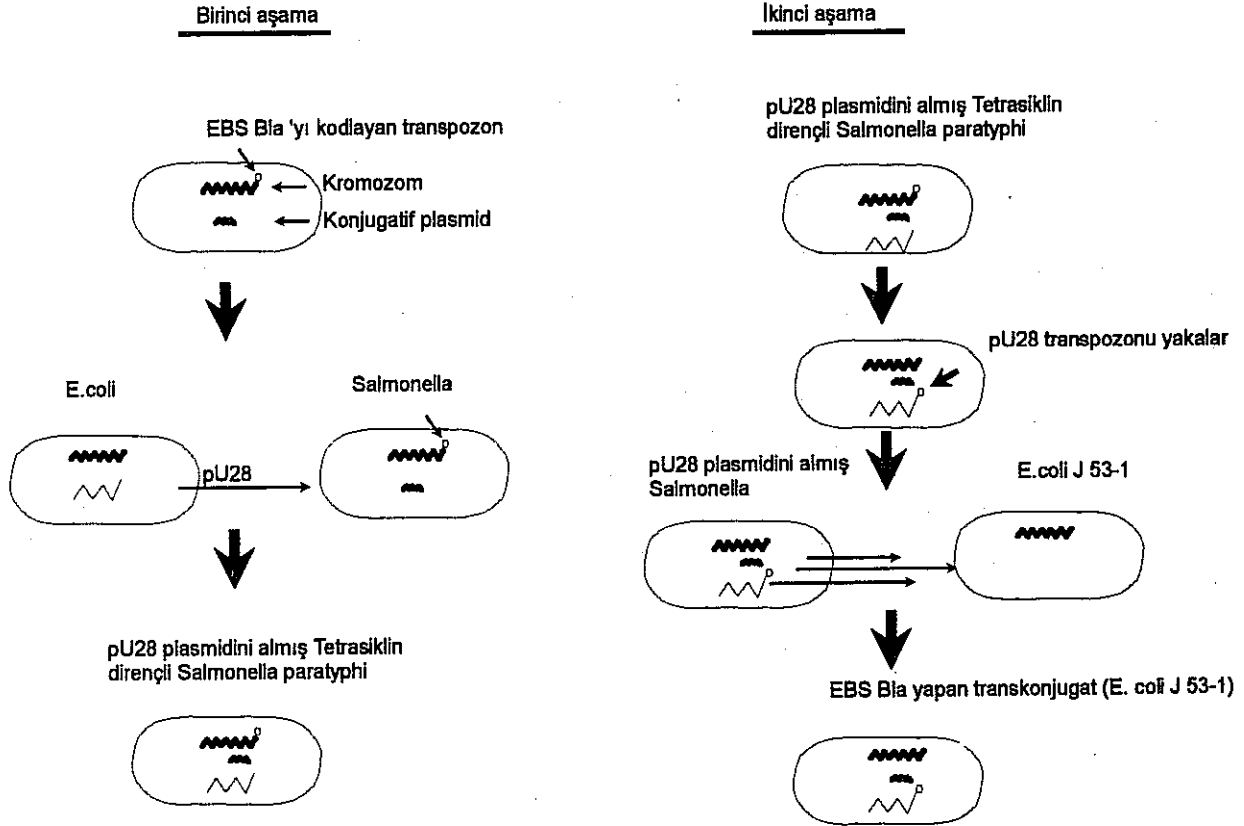 Birinci aşama
EBS Bla 'yı kodlayan transpozon
Kromozom
Konjugatif plasmid
E.coli
Salmonella
pU28
pU28 plasmidini almış Tetrasiklin
dirençli Salmonella paratyphi
İkinci aşama
pU28 plasmidini almış Tetrasiklin
dirençli Salmonella paratyphi
pU28 transpozonu yakalar
pU28 plasmidini almış
Salmonella
E.coli J 53-1
EBS Bla yapan transkonjugat (E. coli J 53-1)